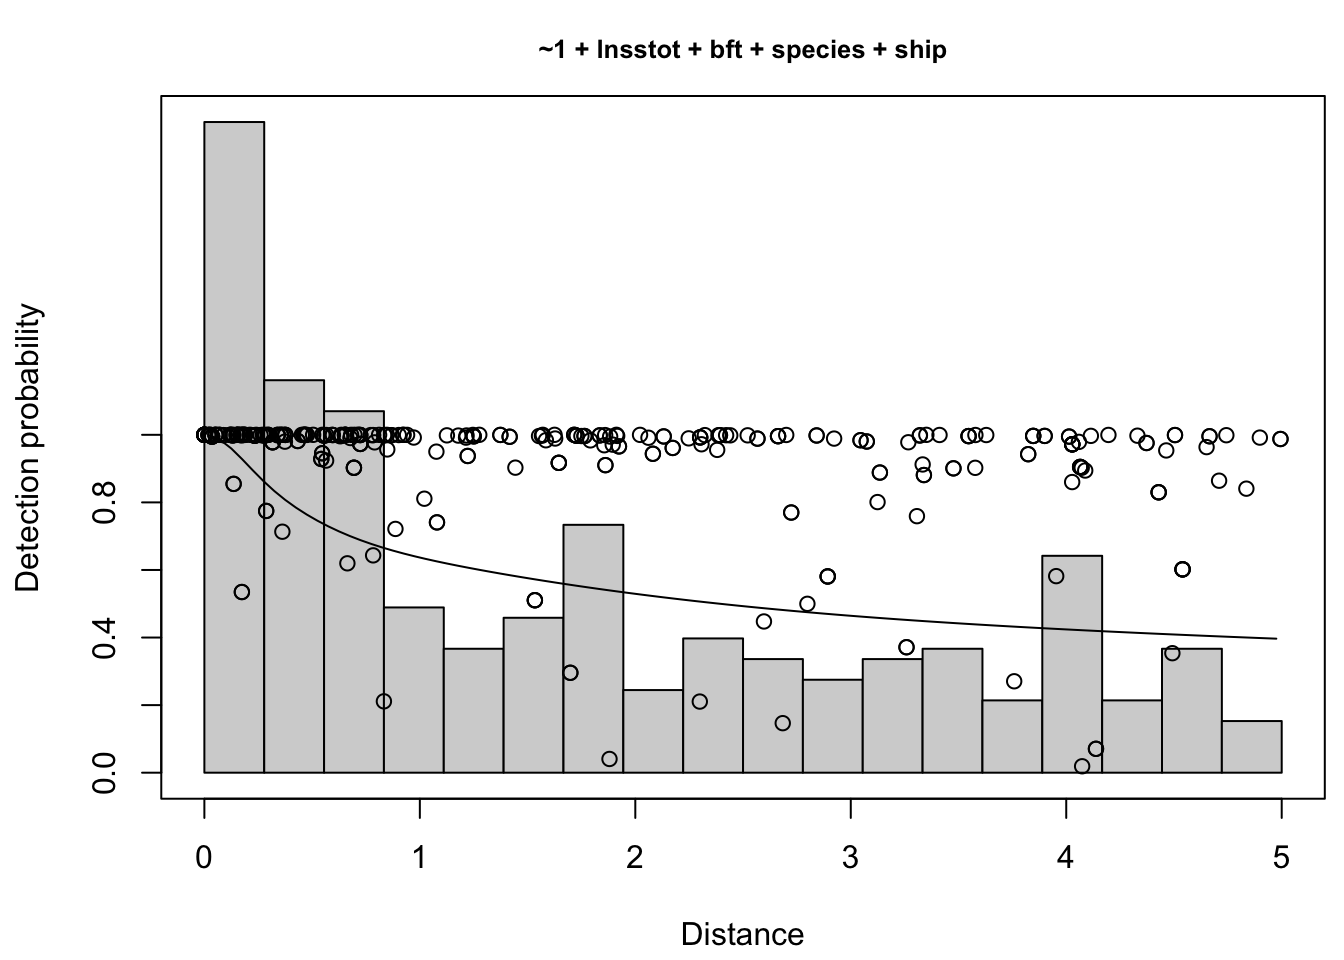 ~1 + lnsstot + bft + species + ship
Detection probability
0.8
0.4
0.0
0 1 2 3 4 5
Distance